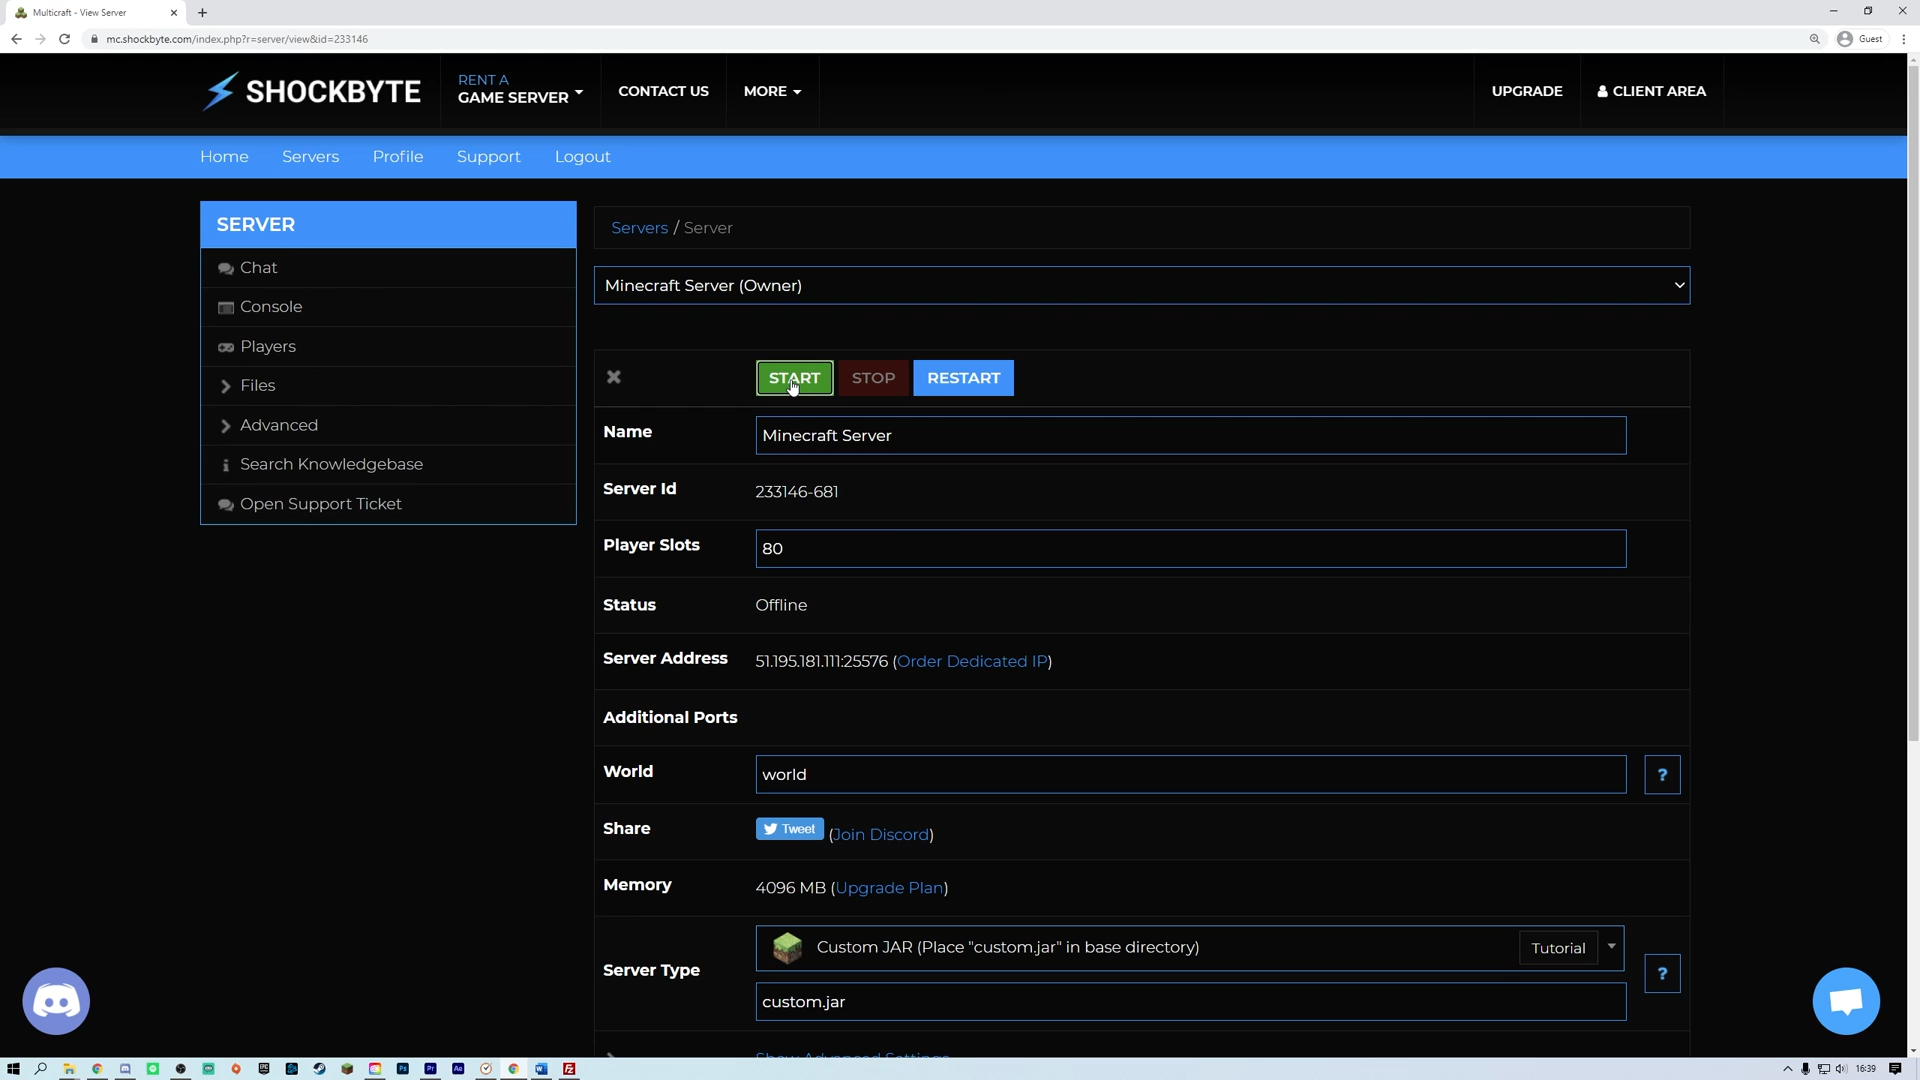 Multicraft - View Server
mc.shockbyte.com/index.php?r=server/view&id=233146
Guest
SHOCKBYTE
RENT A
GAME SERVER
CONTACT US
MORE
UPGRADE
CLIENT AREA
Home
Servers
Profile
Support
Logout
SERVER
Chat
Console
Players
Files
Advanced
Search Knowledgebase
Open Support Ticket
Servers / Server
Minecraft Server (Owner)
START
STOP
RESTART
Name
Minecraft Server
Server Id
233146-681
Player Slots
80
Status
Offline
Server Address
51.195.181.111:25576 (Order Dedicated IP)
Additional Ports
World
world
?
Share
Tweet
(Join Discord)
Memory
4096 MB (Upgrade Plan)
Server Type
Custom JAR (Place "custom.jar" in base directory)
Tutorial
?
custom.jar
Show Advanced Settings
16:39